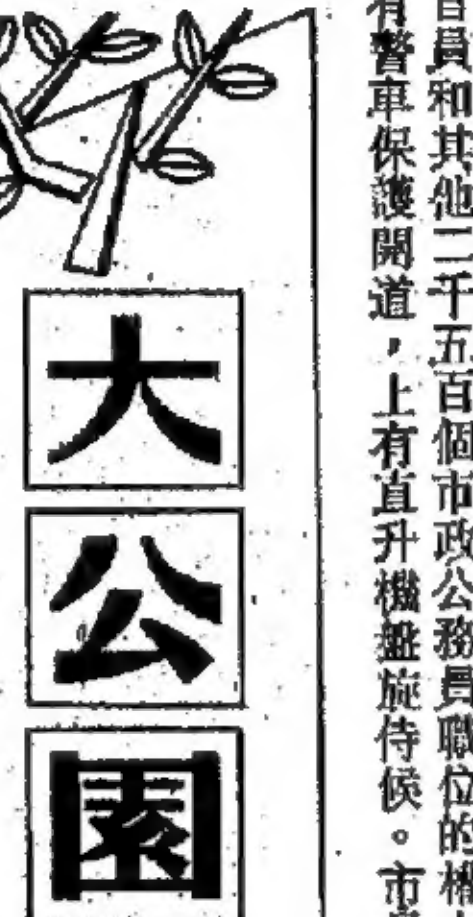 官員和其他二千五百個市政公務員職位的權
有警車保護開道，上有直升機盤旋侍候。市
大公園